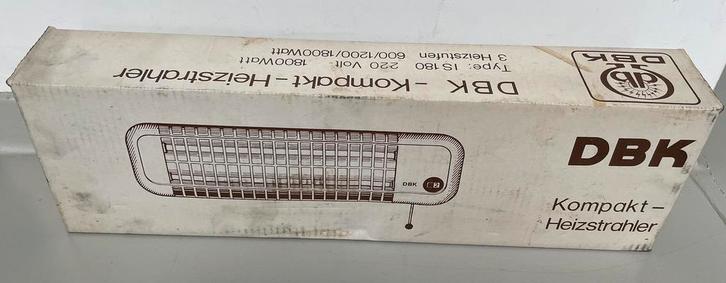 DBK - Kompakt - Heizstrahler
Type: IS 180 220 Volt 1800Watt
3 Heizstufen 600/1200/1800Watt
db
DBK
DBK
DBK
Kompakt -
Heizstrahler